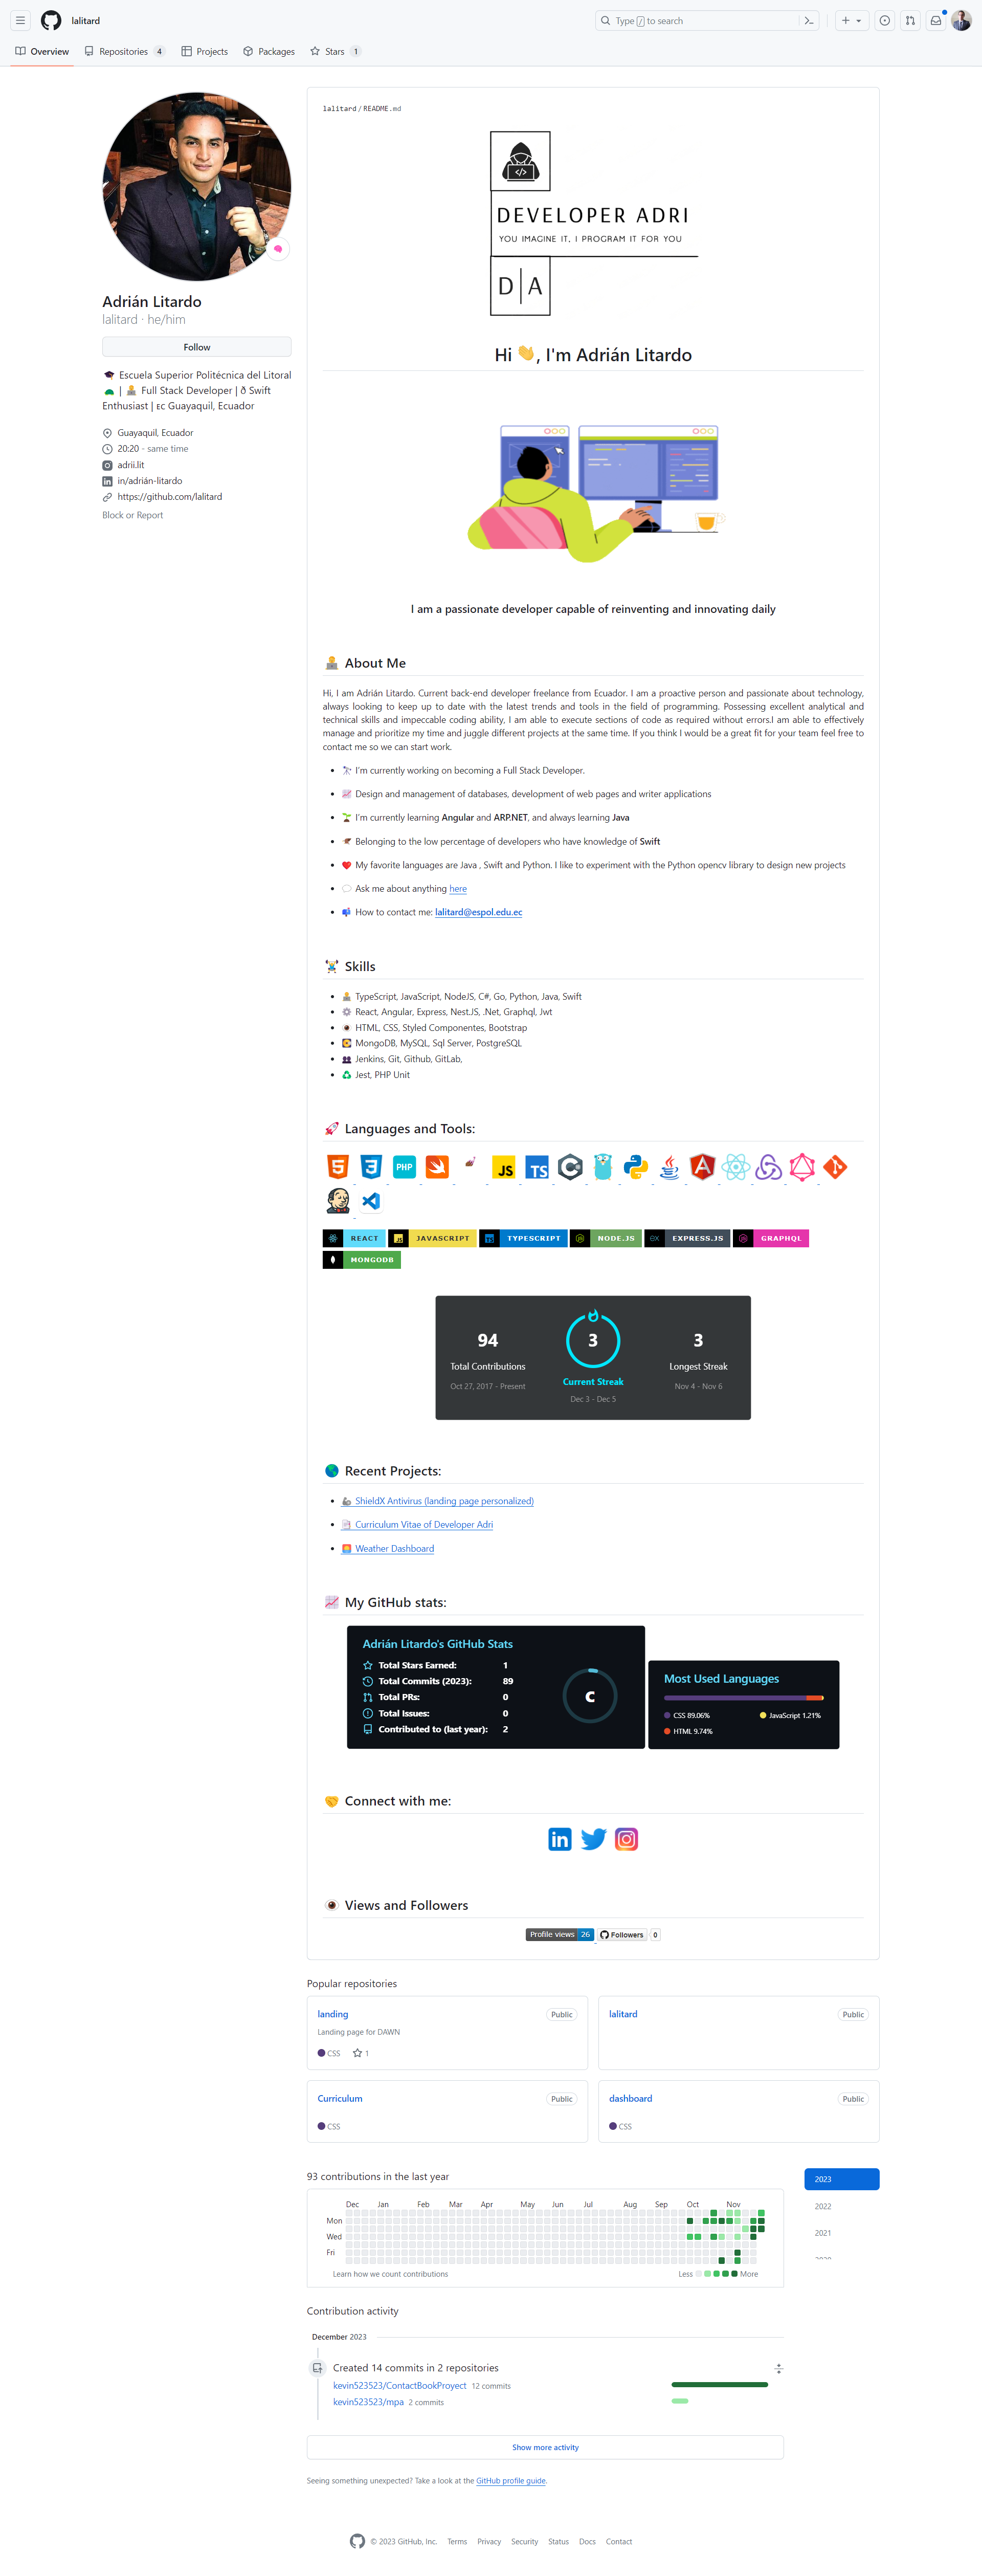 lalitard
Type / to search
Overview
Repositories 4
Projects
Packages
Stars 1
Adrián Litardo
lalitard · he/him
Follow
Escuela Superior Politécnica del Litoral
| Full Stack Developer | ð Swift
Enthusiast | EC Guayaquil, Ecuador
Guayaquil, Ecuador
20:20 - same time
adrii.lit
in/adrián-litardo
https://github.com/lalitard
Block or Report
lalitard / README.md
DEVELOPER ADRI
YOU IMAGINE IT, I PROGRAM IT FOR YOU
D | A
Hi 👋, I'm Adrián Litardo
I am a passionate developer capable of reinventing and innovating daily
About Me
Hi, I am Adrián Litardo. Current back-end developer freelance from Ecuador. I am a proactive person and passionate about technology,
always looking to keep up to date with the latest trends and tools in the field of programming. Possessing excellent analytical and
technical skills and impeccable coding ability, I am able to execute sections of code as required without errors.I am able to effectively
manage and prioritize my time and juggle different projects at the same time. If you think I would be a great fit for your team feel free to
contact me so we can start work.
I'm currently working on becoming a Full Stack Developer.
Design and management of databases, development of web pages and writer applications
I'm currently learning Angular and ARP.NET, and always learning Java
Belonging to the low percentage of developers who have knowledge of Swift
My favorite languages are Java , Swift and Python. I like to experiment with the Python opencv library to design new projects
Ask me about anything here
How to contact me: lalitard@espol.edu.ec
Skills
TypeScript, JavaScript, NodeJS, C#, Go, Python, Java, Swift
React, Angular, Express, Nest.JS, .Net, Graphql, Jwt
HTML, CSS, Styled Componentes, Bootstrap
MongoDB, MySQL, Sql Server, PostgreSQL
Jenkins, Git, Github, GitLab,
Jest, PHP Unit
Languages and Tools:
5 3 PHP JS TS C A
REACT JS JAVASCRIPT TS TYPESCRIPT NODE.JS EX EXPRESS.JS GRAPHQL
MONGODB
94
Total Contributions
Oct 27, 2017 - Present
3
Current Streak
Dec 3 - Dec 5
3
Longest Streak
Nov 4 - Nov 6
Recent Projects:
ShieldX Antivirus (landing page personalized)
Curriculum Vitae of Developer Adri
Weather Dashboard
My GitHub stats:
Adrián Litardo's GitHub Stats
Total Stars Earned: 1
Total Commits (2023): 89
Total PRs: 0
Total Issues: 0
Contributed to (last year): 2
C
Most Used Languages
CSS 89.06%
JavaScript 1.21%
HTML 9.74%
Connect with me:
in
Views and Followers
Profile views 26
Followers 0
Popular repositories
landing
Public
Landing page for DAWN
CSS
1
lalitard
Public
Curriculum
Public
CSS
dashboard
Public
CSS
93 contributions in the last year
Dec Jan Feb Mar Apr May Jun Jul Aug Sep Oct Nov
Mon
Wed
Fri
Learn how we count contributions
Less More
2023
2022
2021
Contribution activity
December 2023
Created 14 commits in 2 repositories
kevin523523/ContactBookProyect 12 commits
kevin523523/mpa 2 commits
Show more activity
Seeing something unexpected? Take a look at the GitHub profile guide.
© 2023 GitHub, Inc.
Terms
Privacy
Security
Status
Docs
Contact